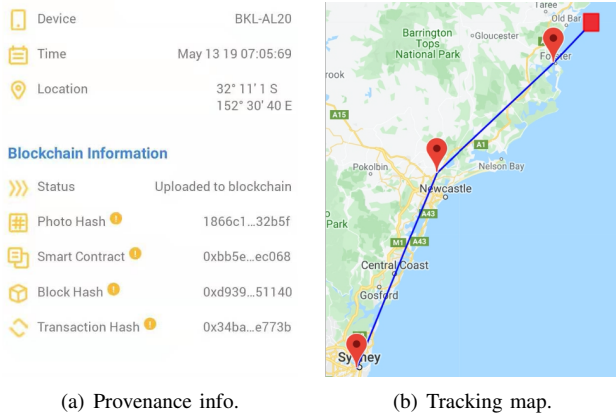 Device BKL-AL20
Time May 13 19 07:05:69
Location 32° 11' 1 S
152° 30' 40 E
Blockchain Information
Status Uploaded to blockchain
Photo Hash 1866c1...32b5f
Smart Contract 0xbb5e...ec068
Block Hash 0xd939...51140
Transaction Hash 0x34ba...e773b
(a) Provenance info.
Taree
Old Bar
Barrington
Tops
National Park
Gloucester
A15
A1
Pokolbin
Nelson Bay
Newcastle
A43
Park
M1 A43
Central Coast
Gosford
Sydney
(b) Tracking map.